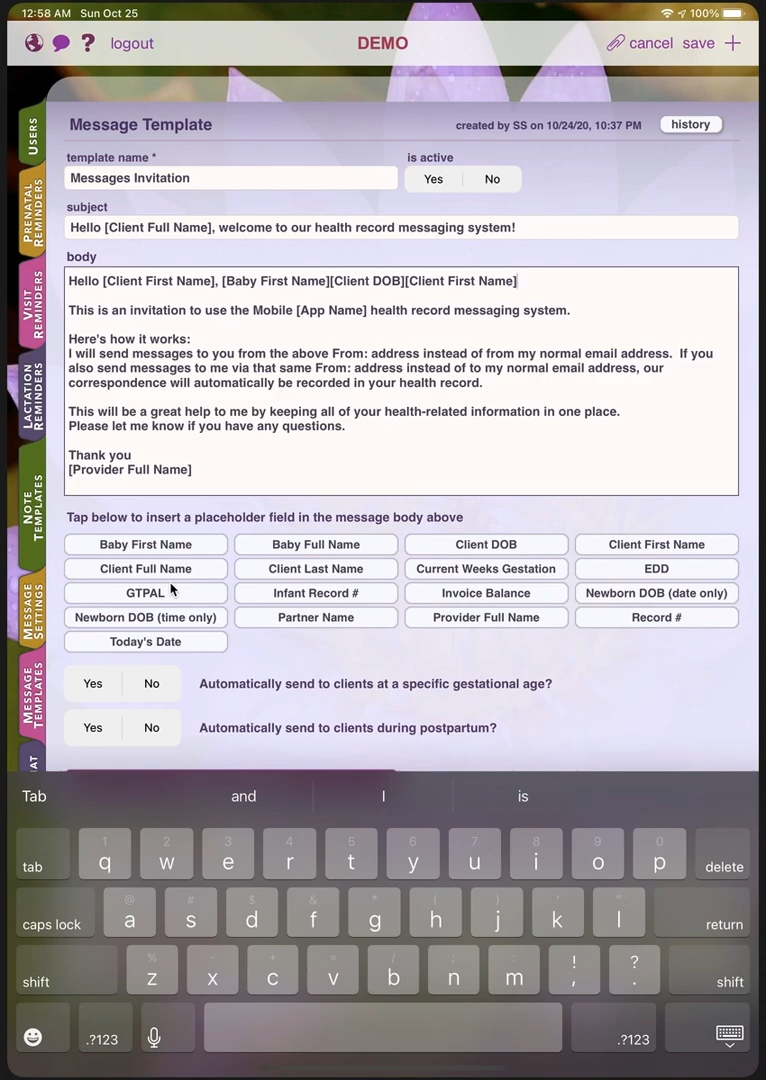 12:58 AM Sun Oct 25 100%
? logout DEMO cancel save +
Message Template created by SS on 10/24/20, 10:37 PM history
template name * is active
Messages Invitation Yes No
subject
Hello [Client Full Name], welcome to our health record messaging system!
body
Hello [Client First Name], [Baby First Name][Client DOB][Client First Name]
This is an invitation to use the Mobile [App Name] health record messaging system.
Here's how it works:
I will send messages to you from the above From: address instead of from my normal email address.  If you
also send messages to me via that same From: address instead of to my normal email address, our
correspondence will automatically be recorded in your health record.
This will be a great help to me by keeping all of your health-related information in one place.
Please let me know if you have any questions.
Thank you
[Provider Full Name]
Tap below to insert a placeholder field in the message body above
Baby First Name Baby Full Name Client DOB Client First Name
Client Full Name Client Last Name Current Weeks Gestation EDD
GTPAL Infant Record # Invoice Balance Newborn DOB (date only)
Newborn DOB (time only) Partner Name Provider Full Name Record #
Today's Date
Yes No Automatically send to clients at a specific gestational age?
Yes No Automatically send to clients during postpartum?
USERS
PRENATAL
REMINDERS
VISIT
REMINDERS
LACTATION
REMINDERS
NOTE
TEMPLATES
MESSAGE
SETTINGS
MESSAGE
TEMPLATES
AT
Tab and I is
1 2 3 4 5 6 7 8 9 0
tab q w e r t y u i o p delete
@ # $ & * ( ) ' "
caps lock a s d f g h j k l return
% - + = / ; :
shift z x c v b n m ! , ? . shift
.?123 .?123